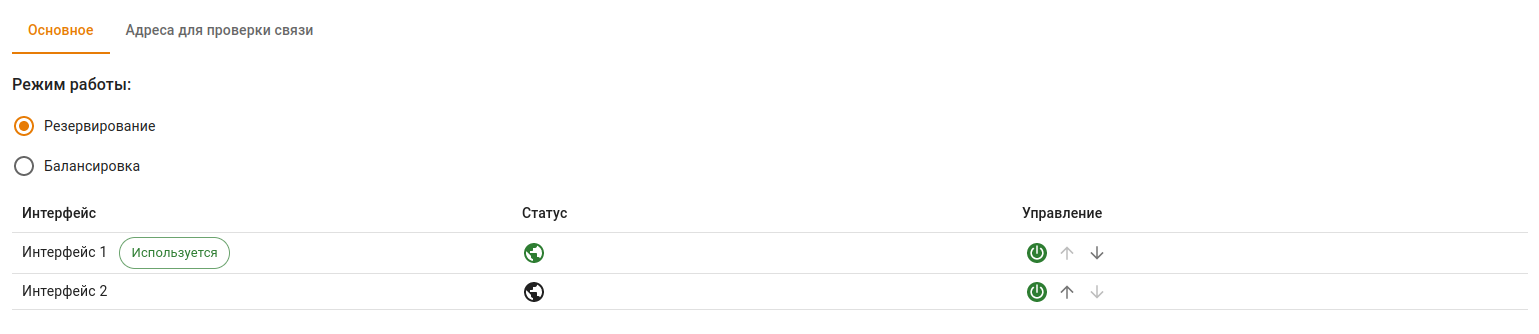 Основное Адреса для проверки связи
Режим работы:
Резервирование
Балансировка
Интерфейс Статус Управление
Интерфейс 1 Используется
Интерфейс 2